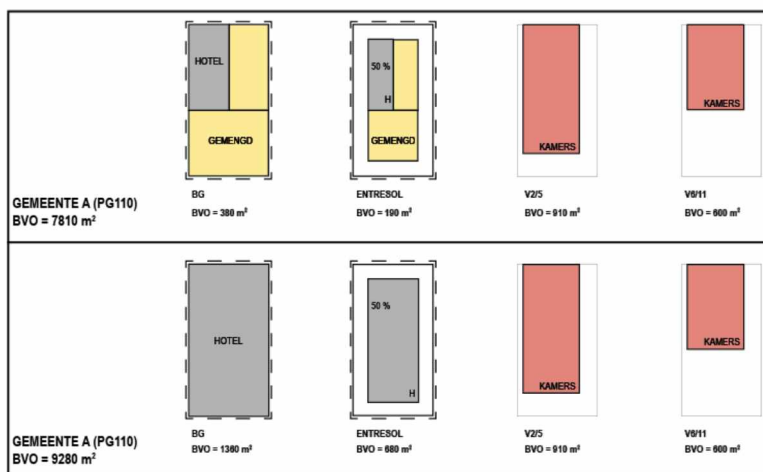 HOTEL
GEMENGD
50 %
H
GEMENGD
KAMERS
KAMERS
GEMEENTE A (PG110)
BVO = 7810 m²
BG
BVO = 380 m²
ENTRESOL
BVO = 190 m²
V2/5
BVO = 910 m²
V6/11
BVO = 600 m²
HOTEL
50 %
H
KAMERS
KAMERS
GEMEENTE A (PG110)
BVO = 9280 m²
BG
BVO = 1360 m²
ENTRESOL
BVO = 680 m²
V2/5
BVO = 910 m²
V6/11
BVO = 600 m²